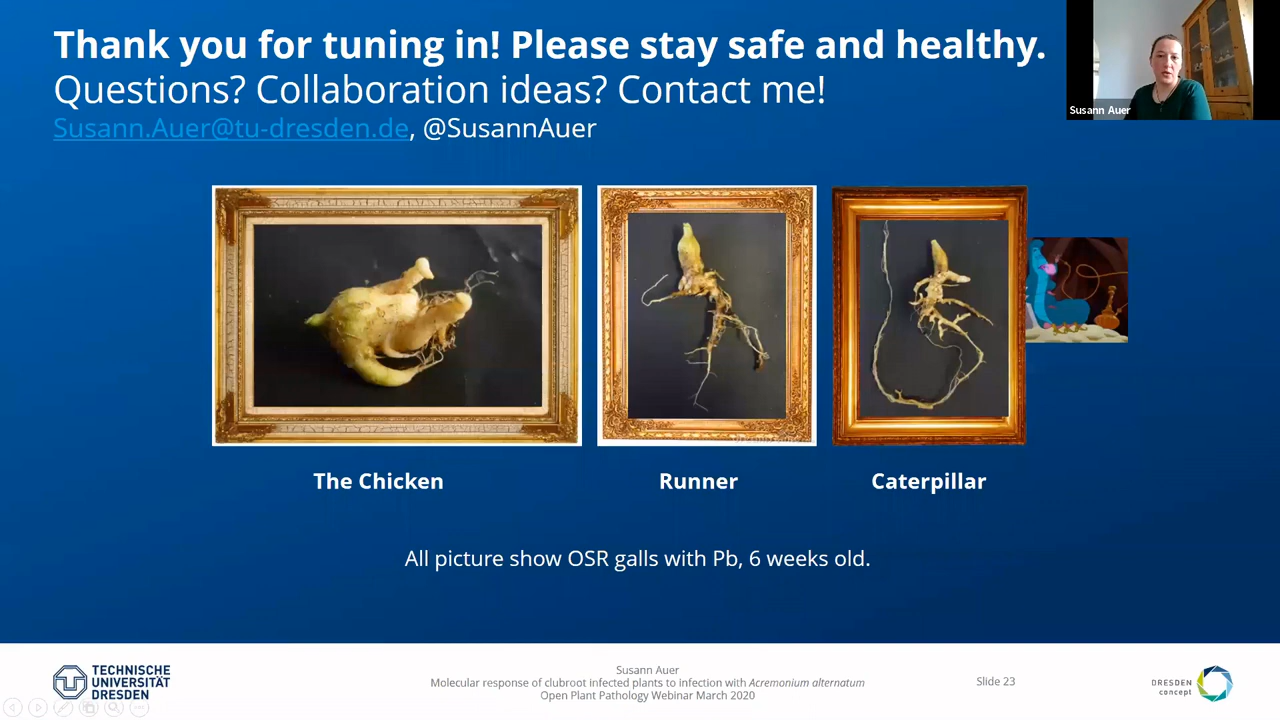 Thank you for tuning in! Please stay safe and healthy.
Questions? Collaboration ideas? Contact me!
Susann.Auer@tu-dresden.de, @SusannAuer
Susann Auer
The Chicken
Runner
Caterpillar
All picture show OSR galls with Pb, 6 weeks old.
TECHNISCHE
UNIVERSITÄT
DRESDEN
Susann Auer
Molecular response of clubroot infected plants to infection with Acremonium alternatum
Open Plant Pathology Webinar March 2020
Slide 23
DRESDEN
concept